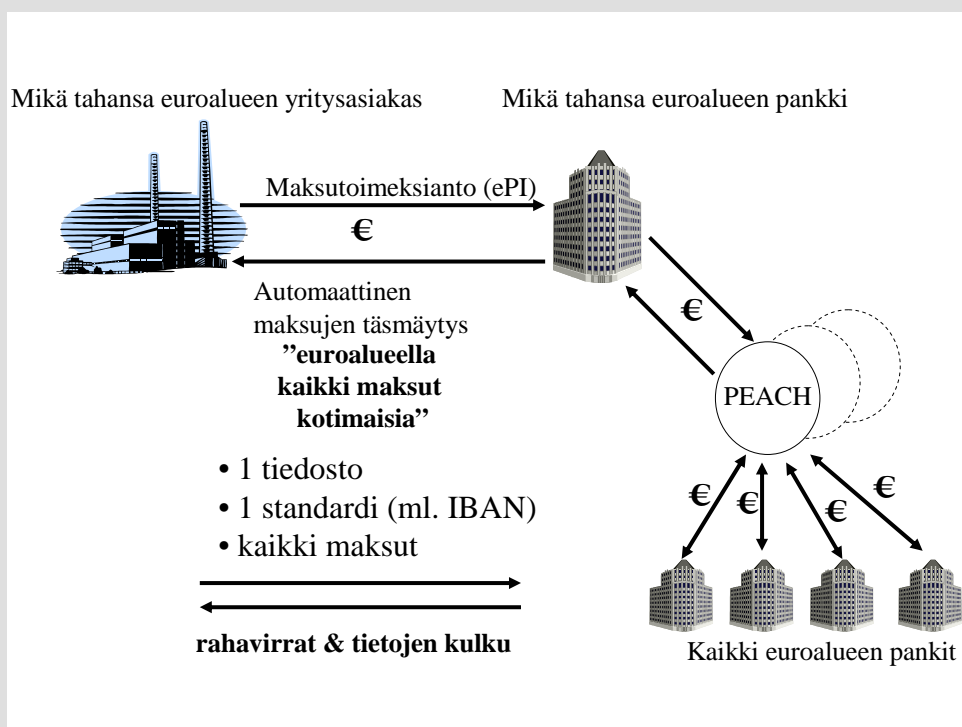 Mikä tahansa euroalueen yritysasiakas
Mikä tahansa euroalueen pankki
Maksutoimeksianto (ePI)
€
Automaattinen
maksujen täsmäytys
”euroalueella
kaikki maksut
kotimaisia”
€
PEACH
• 1 tiedosto
• 1 standardi (ml. IBAN)
• kaikki maksut
€
€
€
€
rahavirrat & tietojen kulku
Kaikki euroalueen pankit